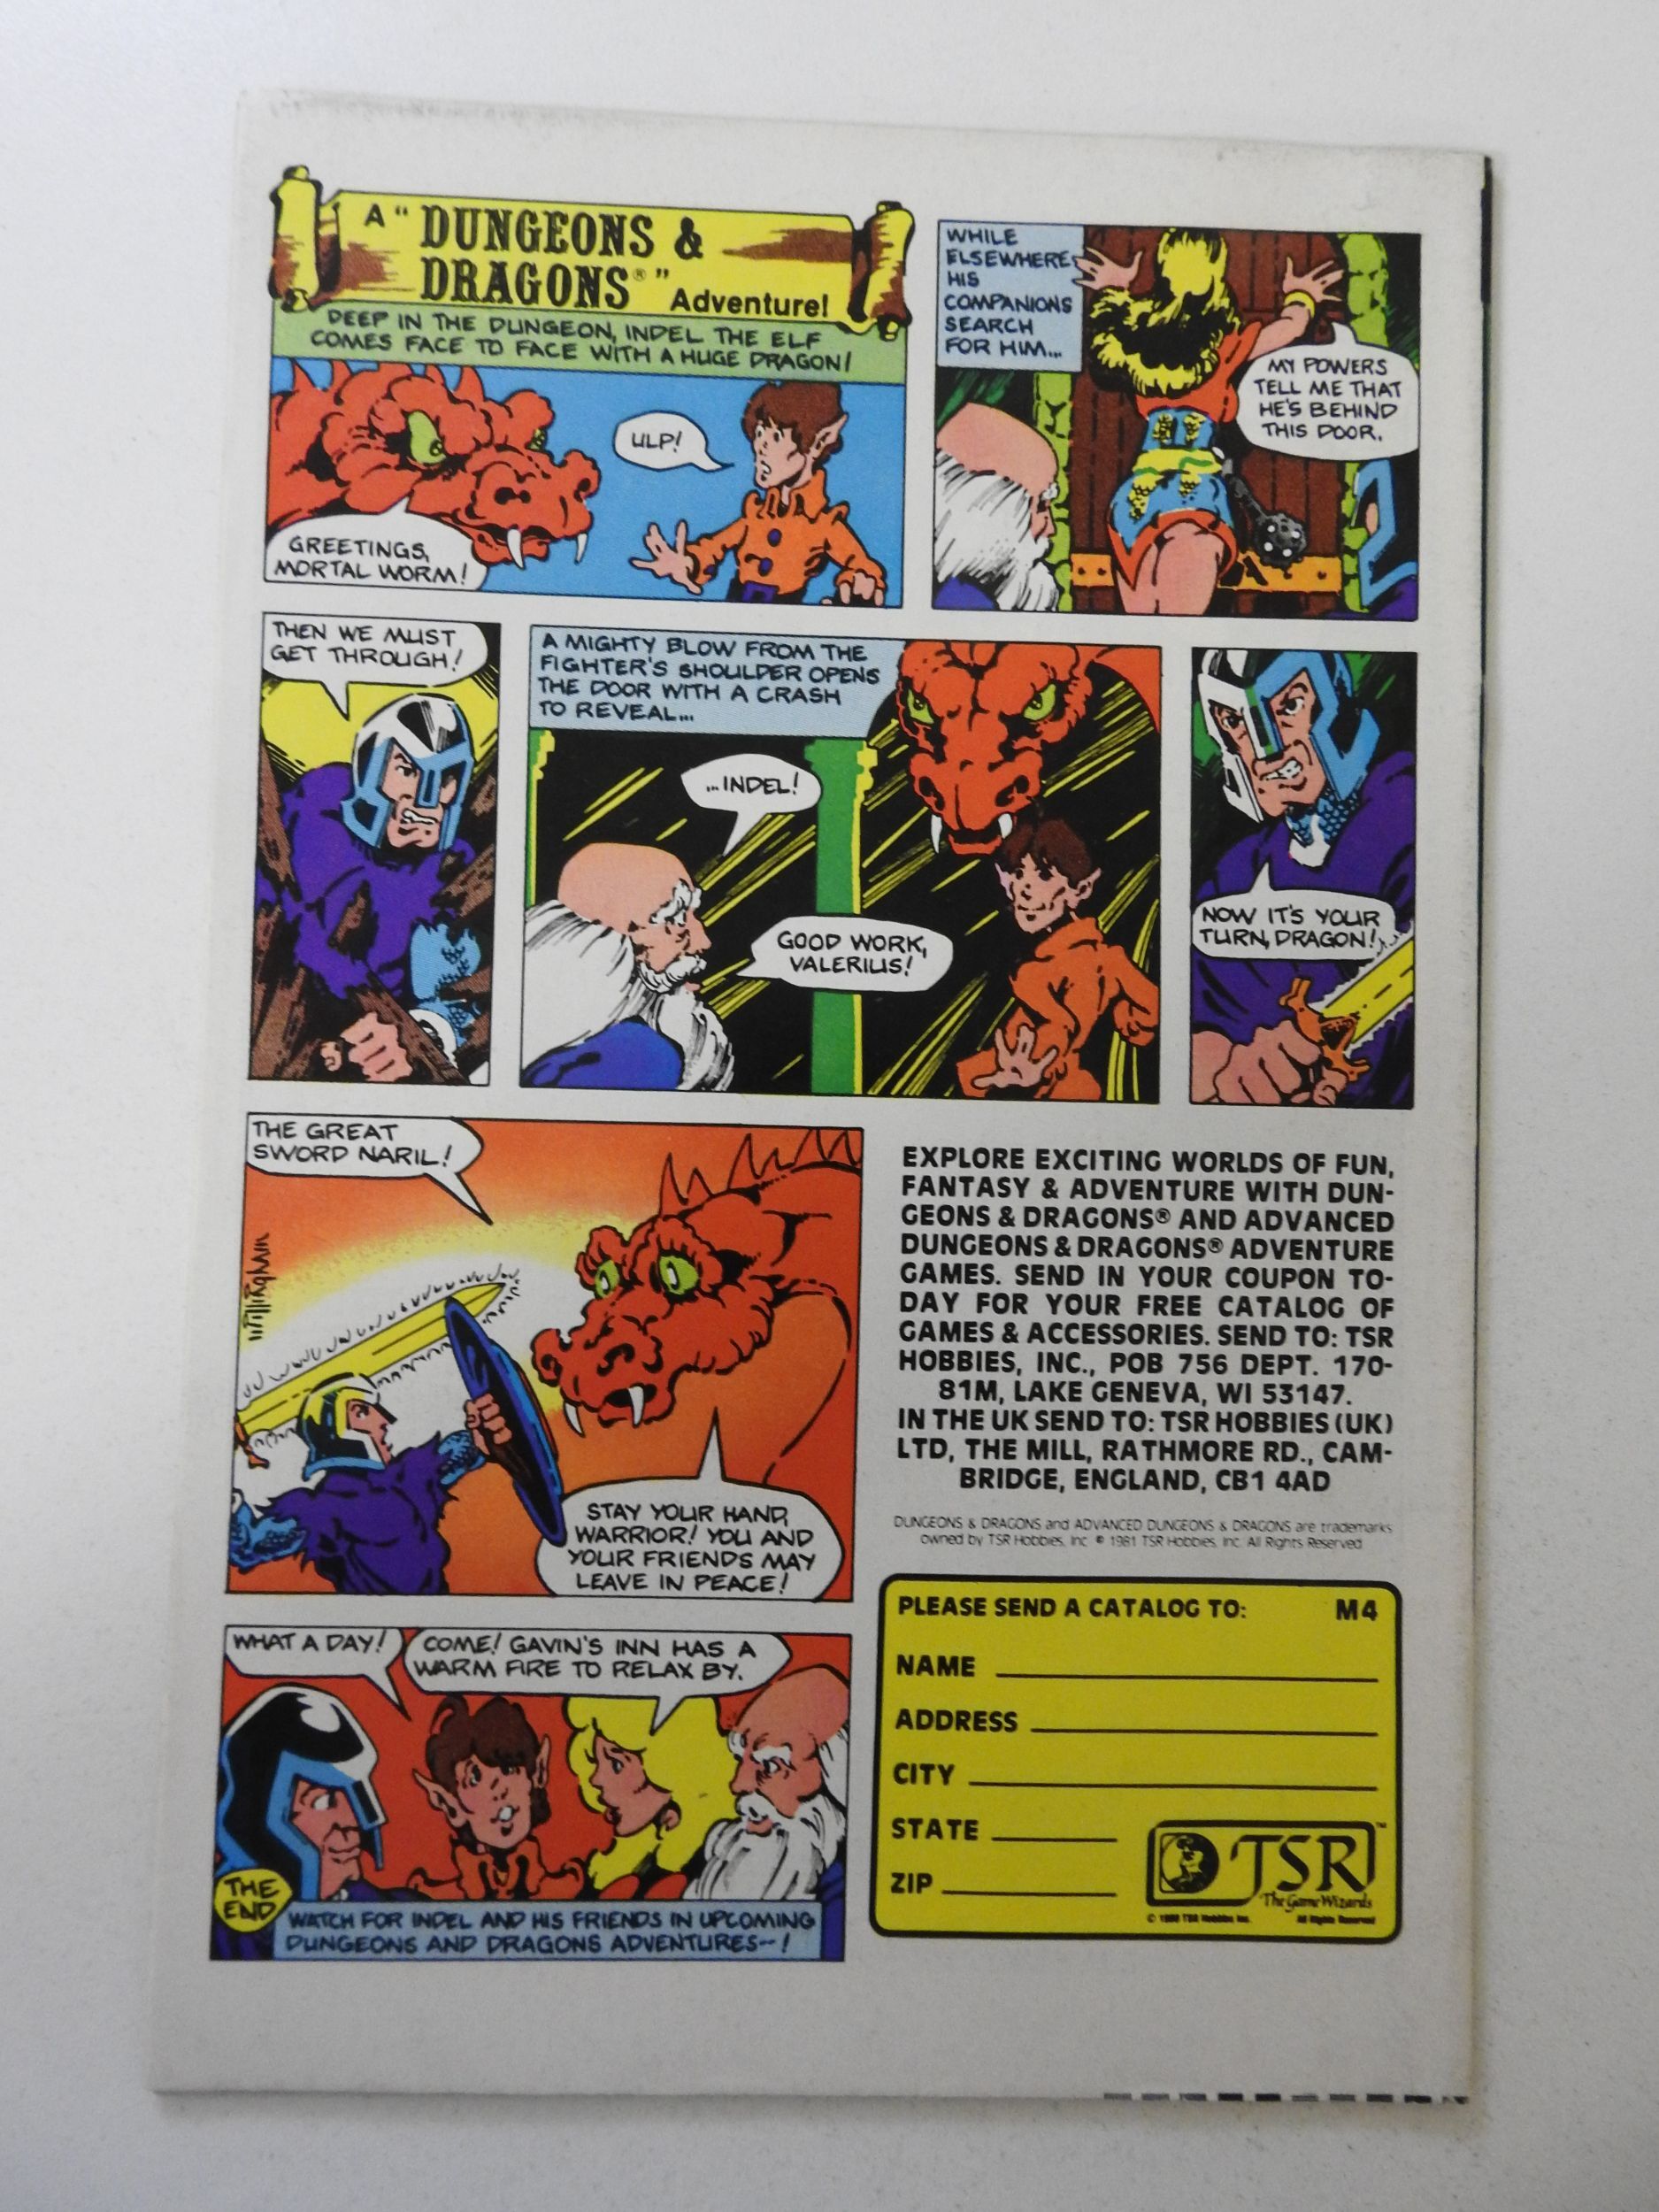 A "DUNGEONS &
DRAGONS®"
Adventure!
DEEP IN THE DUNGEON, INDEL THE ELF
COMES FACE TO FACE WITH A HUGE DRAGON!
ULP!
GREETINGS,
MORTAL WORM!
WHILE
ELSEWHERE
HIS
COMPANIONS
SEARCH
FOR HIM...
MY POWERS
TELL ME THAT
HE'S BEHIND
THIS DOOR.
THEN WE MUST
GET THROUGH!
A MIGHTY BLOW FROM THE
FIGHTER'S SHOULDER OPENS
THE DOOR WITH A CRASH
TO REVEAL...
...INDEL!
GOOD WORK,
VALERIUS!
NOW IT'S YOUR
TURN, DRAGON!
THE GREAT
SWORD NARIL!
Willingham
STAY YOUR HAND,
WARRIOR! YOU AND
YOUR FRIENDS MAY
LEAVE IN PEACE!
WHAT A DAY!
COME! GAVIN'S INN HAS A
WARM FIRE TO RELAX BY.
THE
END
WATCH FOR INDEL AND HIS FRIENDS IN UPCOMING
DUNGEONS AND DRAGONS ADVENTURES--!
EXPLORE EXCITING WORLDS OF FUN,
FANTASY & ADVENTURE WITH DUN-
GEONS & DRAGONS® AND ADVANCED
DUNGEONS & DRAGONS® ADVENTURE
GAMES. SEND IN YOUR COUPON TO-
DAY FOR YOUR FREE CATALOG OF
GAMES & ACCESSORIES. SEND TO: TSR
HOBBIES, INC., POB 756 DEPT. 170-
81M, LAKE GENEVA, WI 53147.
IN THE UK SEND TO: TSR HOBBIES (UK)
LTD, THE MILL, RATHMORE RD., CAM-
BRIDGE, ENGLAND, CB1 4AD
DUNGEONS & DRAGONS and ADVANCED DUNGEONS & DRAGONS are trademarks
owned by TSR Hobbies, Inc © 1981 TSR Hobbies, Inc. All Rights Reserved
PLEASE SEND A CATALOG TO: M4
NAME
ADDRESS
CITY
STATE
ZIP
TSR™
The Game Wizards
© 1980 TSR Hobbies, Inc. All Rights Reserved